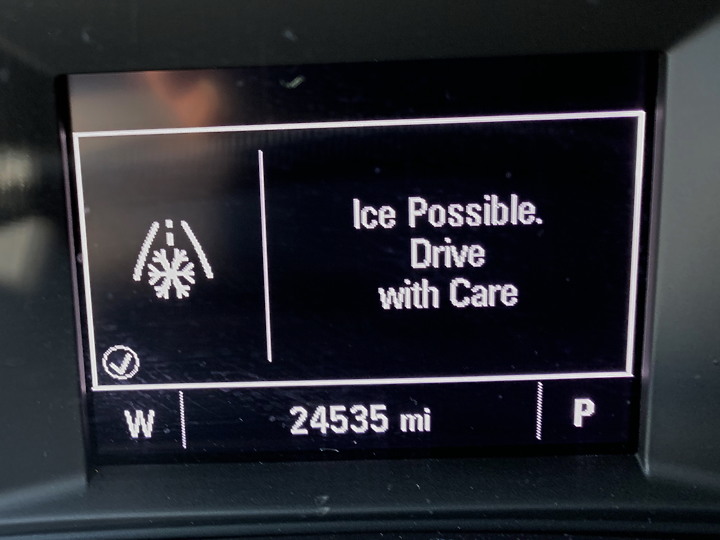 Ice Possible.
Drive
with Care
W 24535 mi P